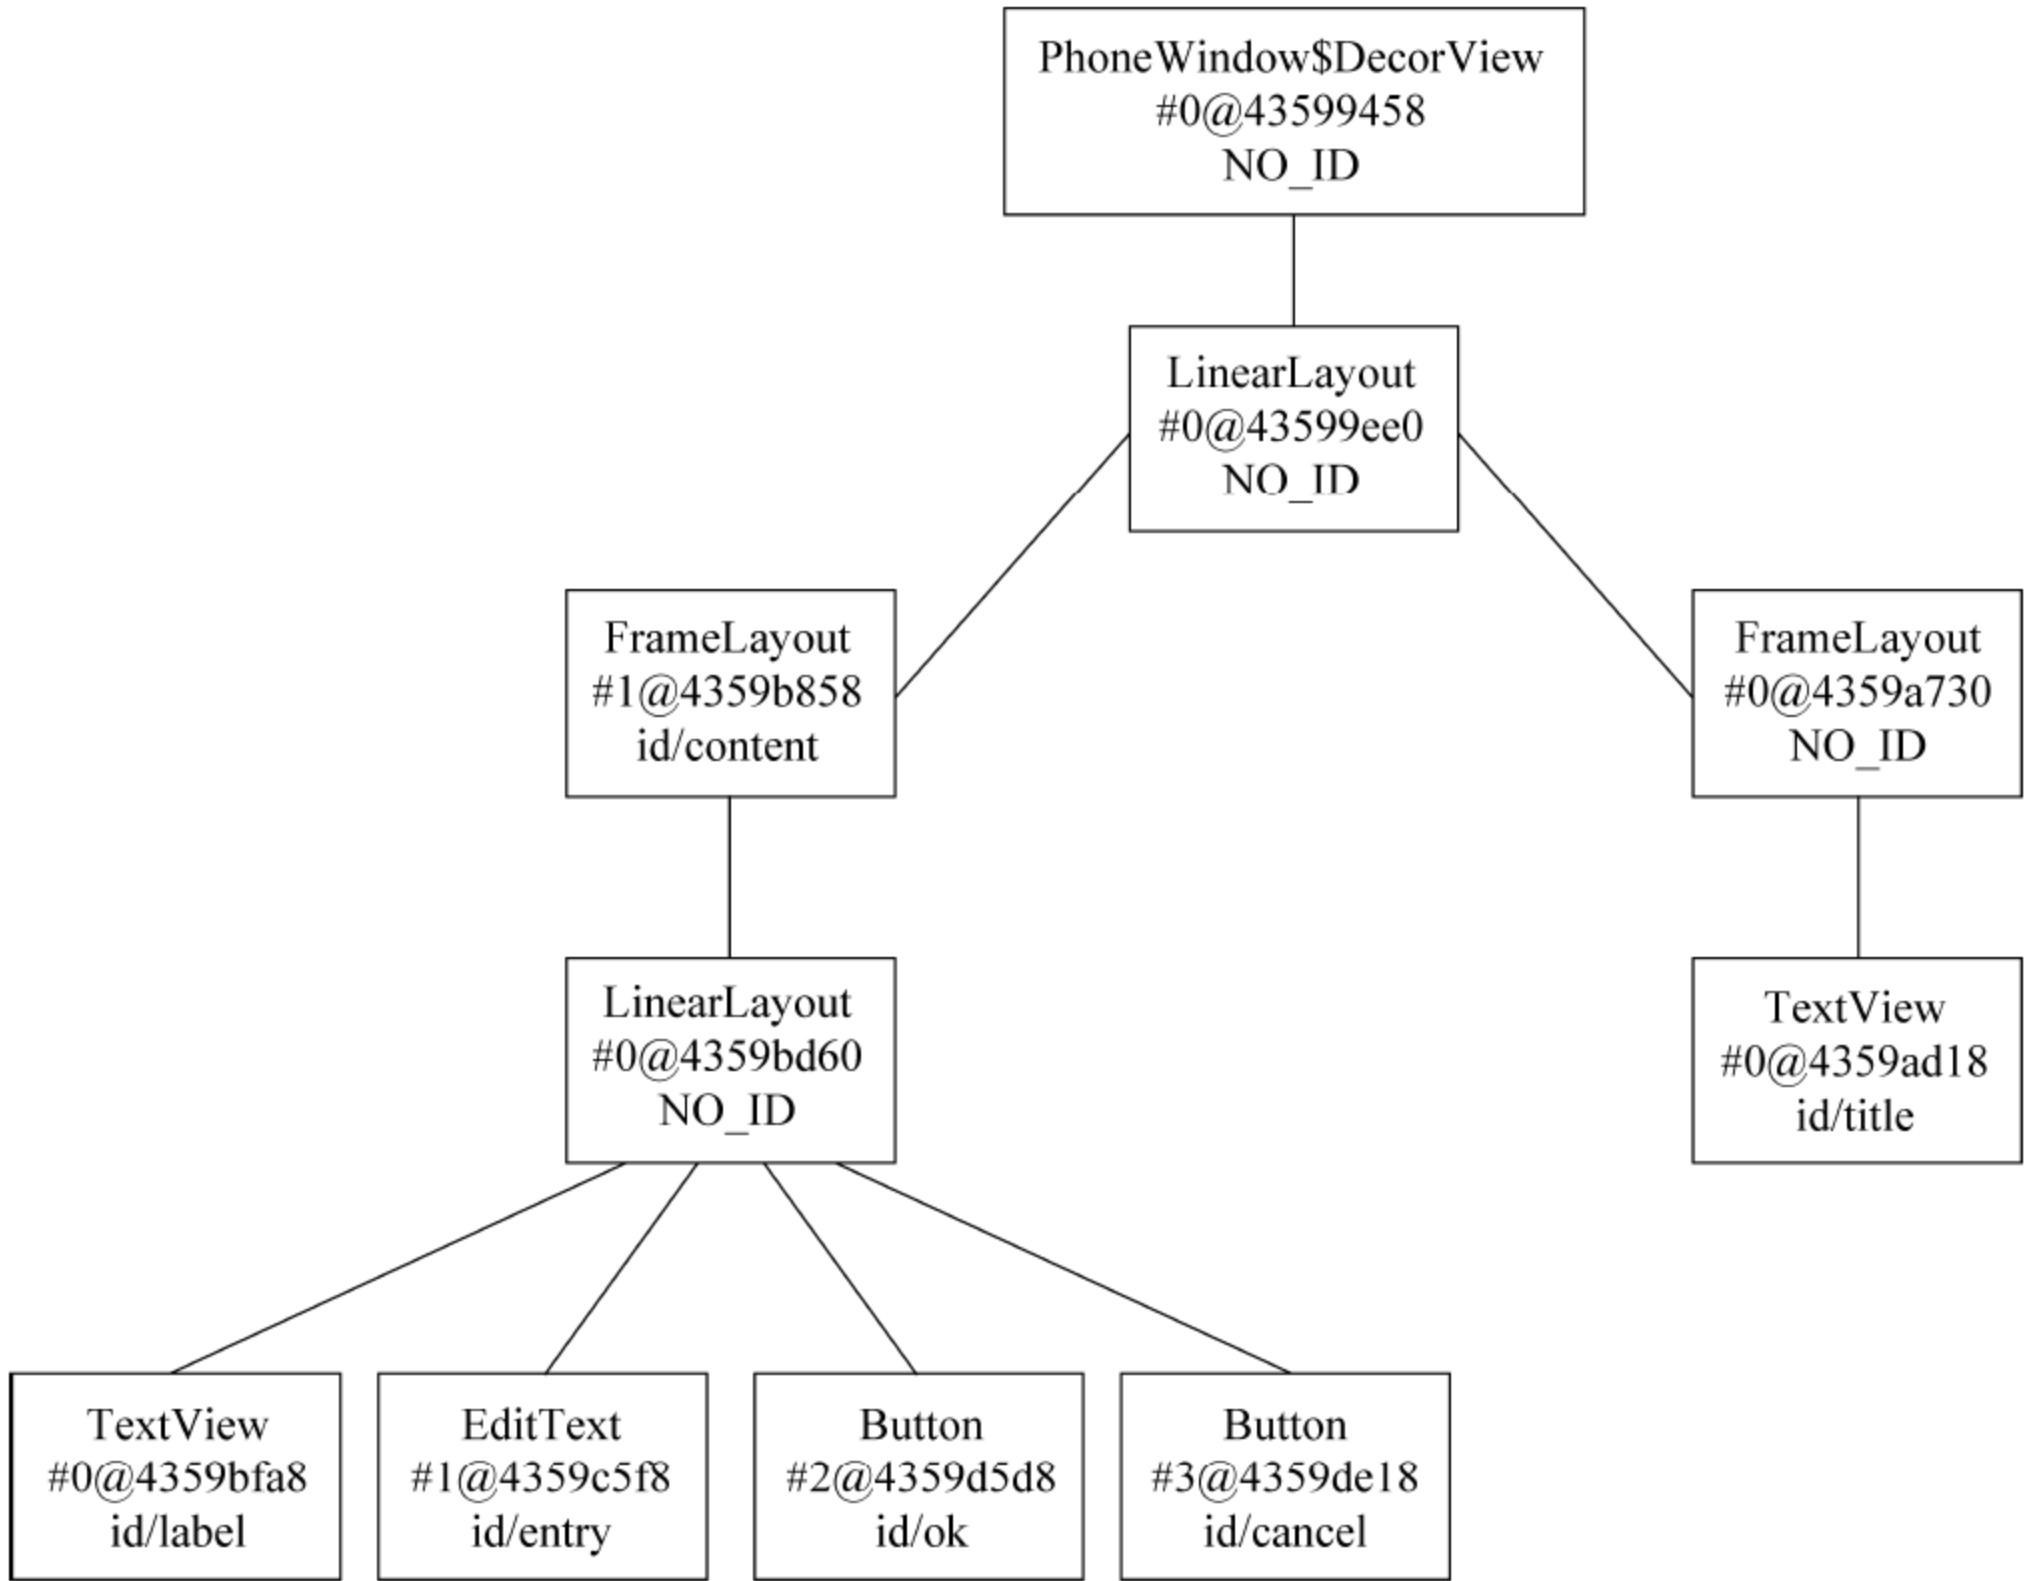 PhoneWindow$DecorView
#0@43599458
NO_ID
LinearLayout
#0@43599ee0
NO_ID
FrameLayout
#1@4359b858
id/content
FrameLayout
#0@4359a730
NO_ID
LinearLayout
#0@4359bd60
NO_ID
TextView
#0@4359ad18
id/title
TextView
#0@4359bfa8
id/label
EditText
#1@4359c5f8
id/entry
Button
#2@4359d5d8
id/ok
Button
#3@4359de18
id/cancel